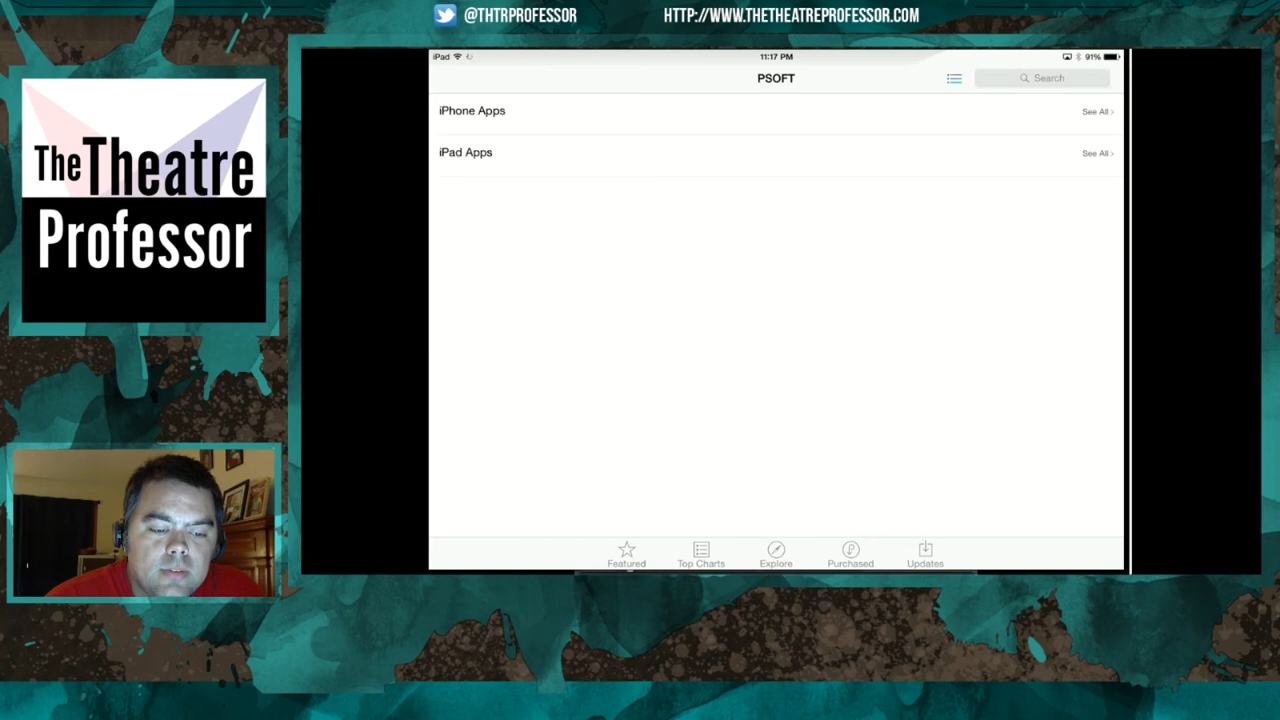 @THTRPROFESSOR
HTTP://WWW.THETHEATREPROFESSOR.COM
The Theatre
Professor
iPad
11:17 PM
91%
PSOFT
Search
iPhone Apps
See All >
iPad Apps
See All >
Featured
Top Charts
Explore
Purchased
Updates